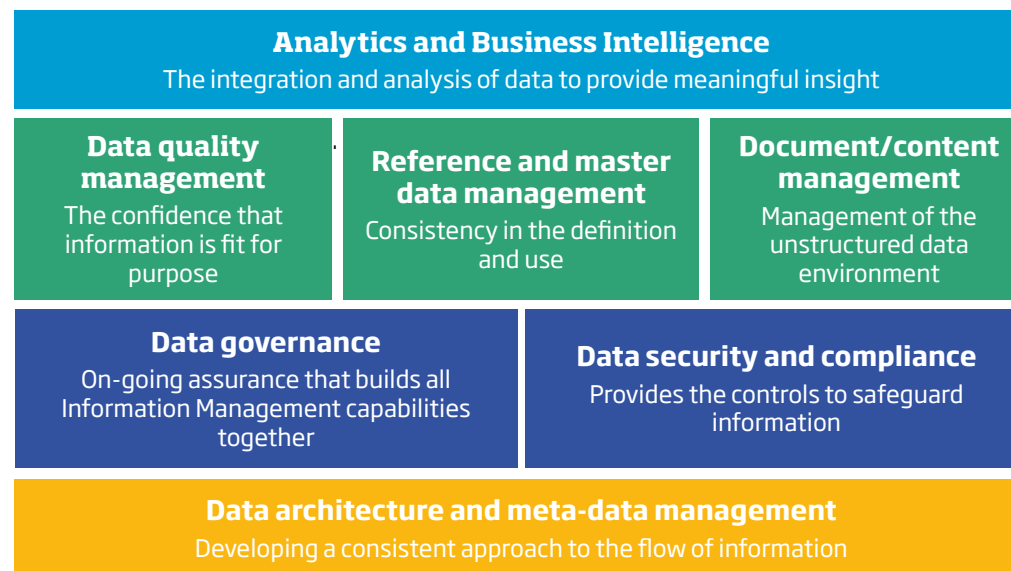 Analytics and Business Intelligence
The integration and analysis of data to provide meaningful insight
Data quality
management
The confidence that
information is fit for
purpose
Reference and master
data management
Consistency in the definition
and use
Document/content
management
Management of the
unstructured data
environment
Data governance
On-going assurance that builds all
Information Management capabilities
together
Data security and compliance
Provides the controls to safeguard
information
Data architecture and meta-data management
Developing a consistent approach to the flow of information